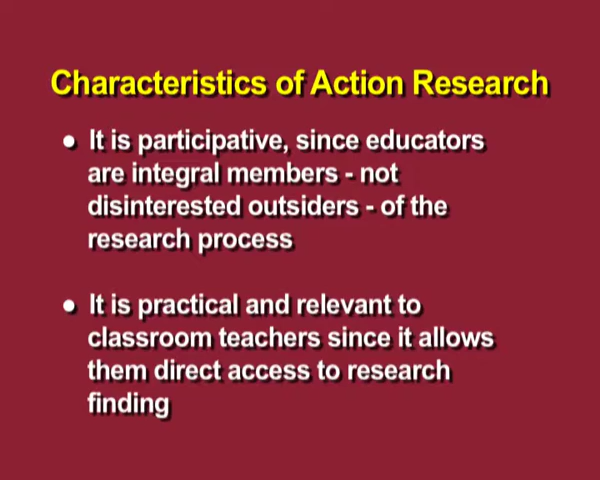 Characteristics of Action Research
● It is participative, since educators
are integral members - not
disinterested outsiders - of the
research process
● It is practical and relevant to
classroom teachers since it allows
them direct access to research
finding